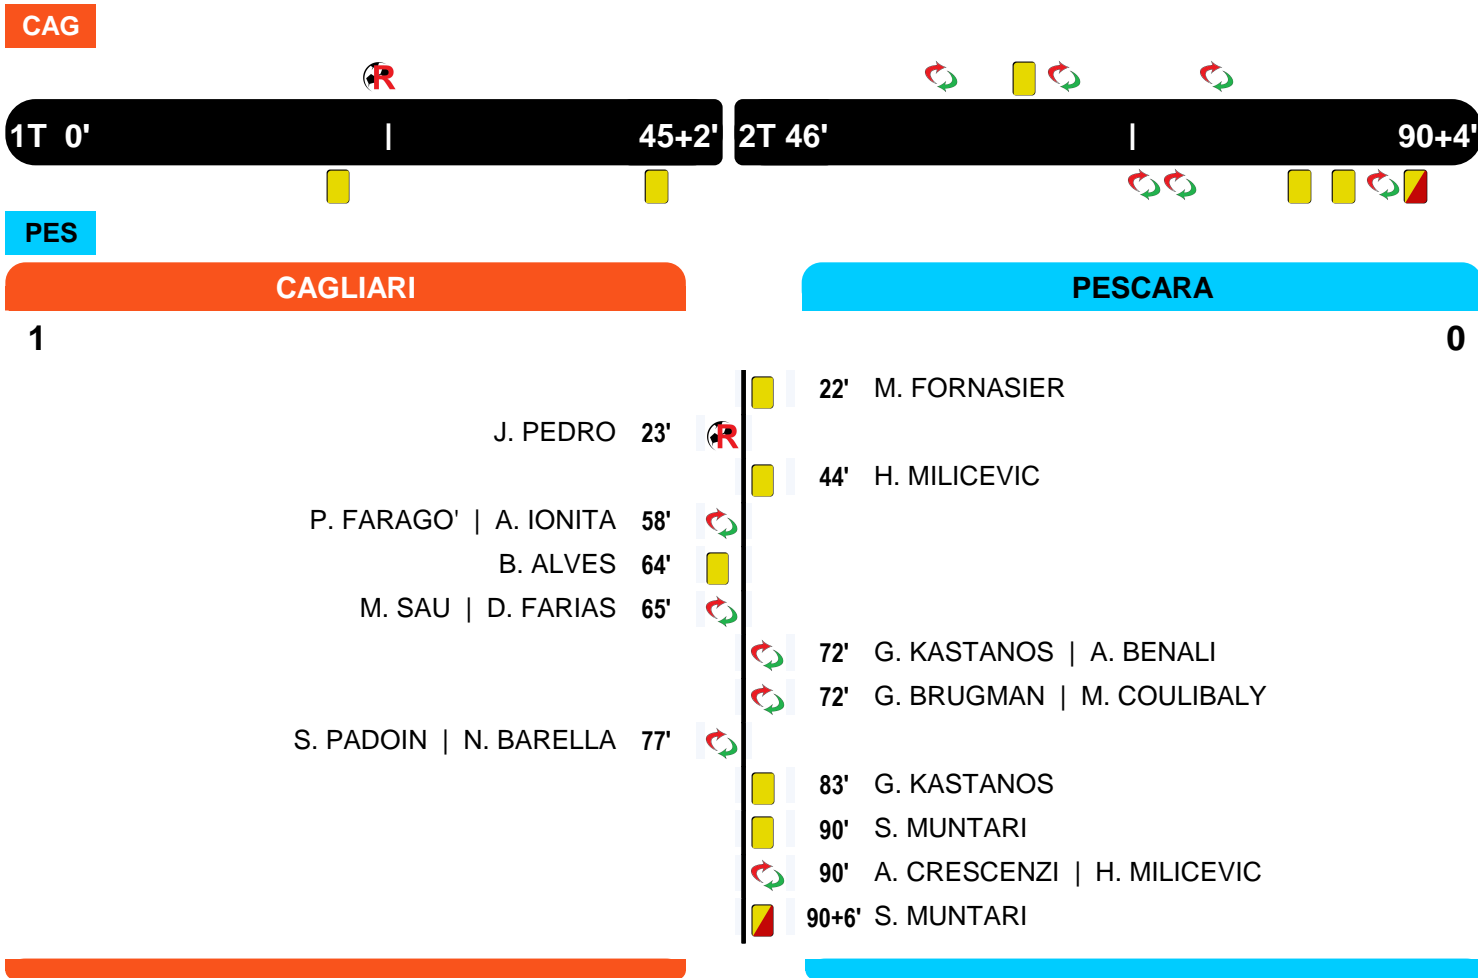 CAG
1T 0' | 45+2' 2T 46' | 90+4'
PES
CAGLIARI PESCARA
1 0
22' M. FORNASIER
J. PEDRO 23' R
44' H. MILICEVIC
P. FARAGO' | A. IONITA 58'
B. ALVES 64'
M. SAU | D. FARIAS 65'
72' G. KASTANOS | A. BENALI
72' G. BRUGMAN | M. COULIBALY
S. PADOIN | N. BARELLA 77'
83' G. KASTANOS
90' S. MUNTARI
90' A. CRESCENZI | H. MILICEVIC
90+6' S. MUNTARI